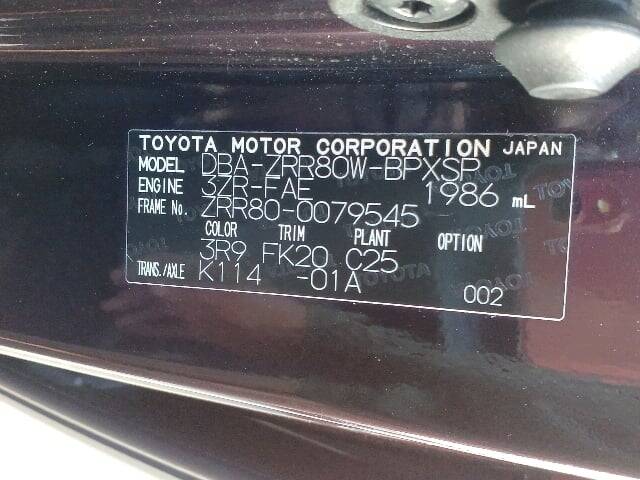 TOYOTA MOTOR CORPORATION JAPAN
MODEL DBA-ZRR80W-BPXSP
ENGINE 3ZR-FAE 1986 mL
FRAME No. ZRR80-0079545
COLOR TRIM PLANT OPTION
3R9 FK20 C25
TRANS./AXLE K114 -01A
002